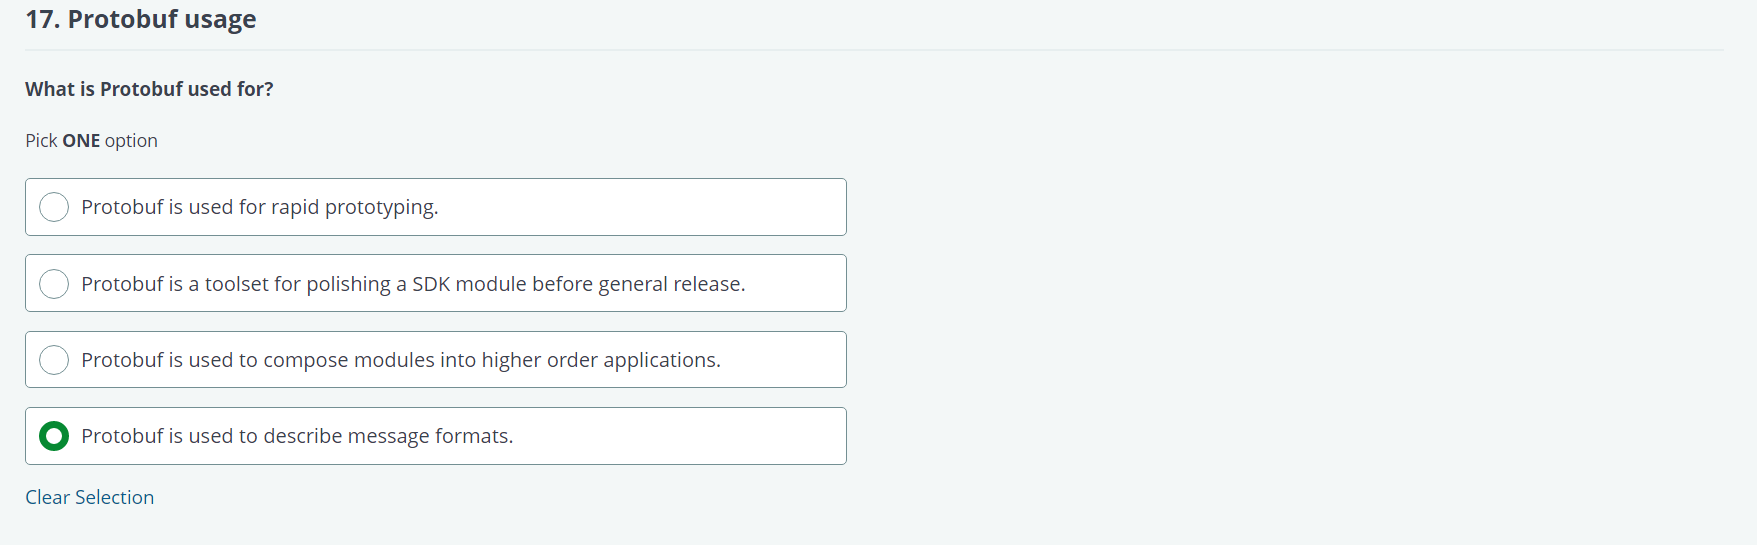 17. Protobuf usage
What is Protobuf used for?
Pick ONE option
Protobuf is used for rapid prototyping.
Protobuf is a toolset for polishing a SDK module before general release.
Protobuf is used to compose modules into higher order applications.
Protobuf is used to describe message formats.
Clear Selection